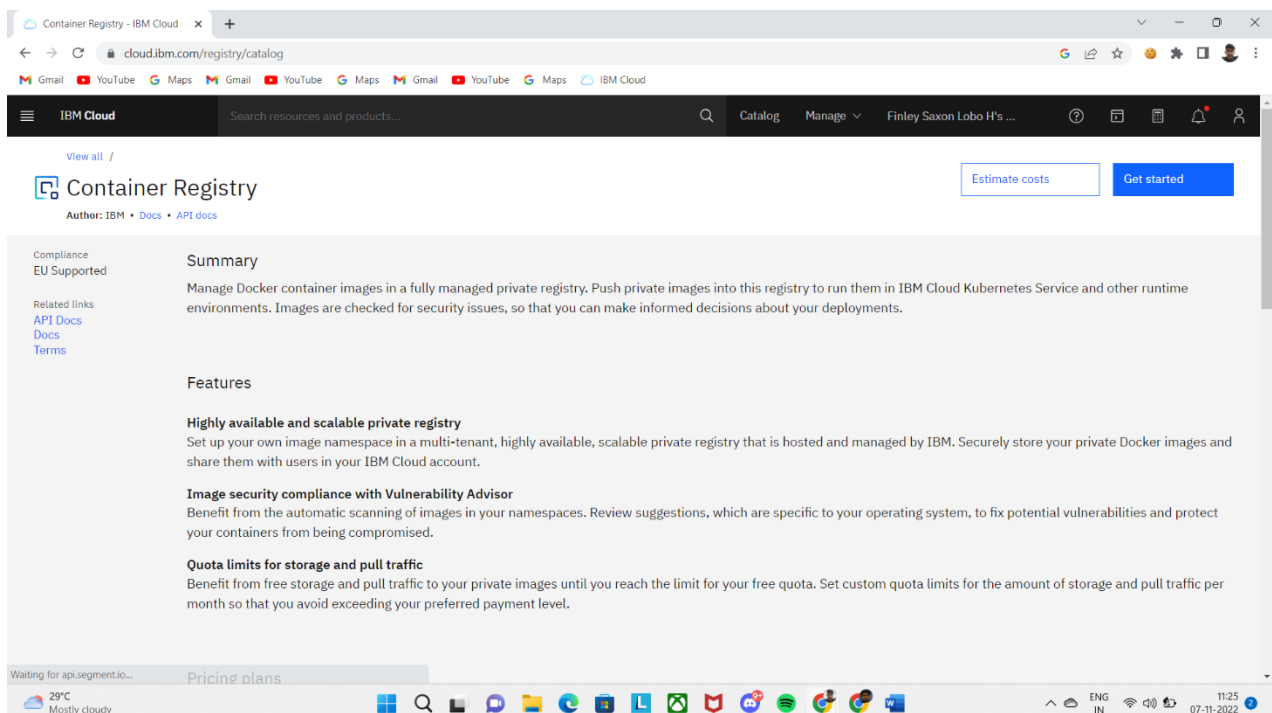 Container Registry - IBM Cloud
cloud.ibm.com/registry/catalog
Gmail YouTube Maps Gmail YouTube Maps Gmail YouTube Maps IBM Cloud
IBM Cloud Search resources and products... Catalog Manage Finley Saxon Lobo H's ...
View all /
Container Registry
Estimate costs Get started
Author: IBM • Docs • API docs
Compliance
EU Supported
Related links
API Docs
Docs
Terms
Summary
Manage Docker container images in a fully managed private registry. Push private images into this registry to run them in IBM Cloud Kubernetes Service and other runtime
environments. Images are checked for security issues, so that you can make informed decisions about your deployments.
Features
Highly available and scalable private registry
Set up your own image namespace in a multi-tenant, highly available, scalable private registry that is hosted and managed by IBM. Securely store your private Docker images and
share them with users in your IBM Cloud account.
Image security compliance with Vulnerability Advisor
Benefit from the automatic scanning of images in your namespaces. Review suggestions, which are specific to your operating system, to fix potential vulnerabilities and protect
your containers from being compromised.
Quota limits for storage and pull traffic
Benefit from free storage and pull traffic to your private images until you reach the limit for your free quota. Set custom quota limits for the amount of storage and pull traffic per
month so that you avoid exceeding your preferred payment level.
Pricing plans
Waiting for api.segment.io...
29°C
Mostly cloudy
ENG
IN
11:25
07-11-2022
2